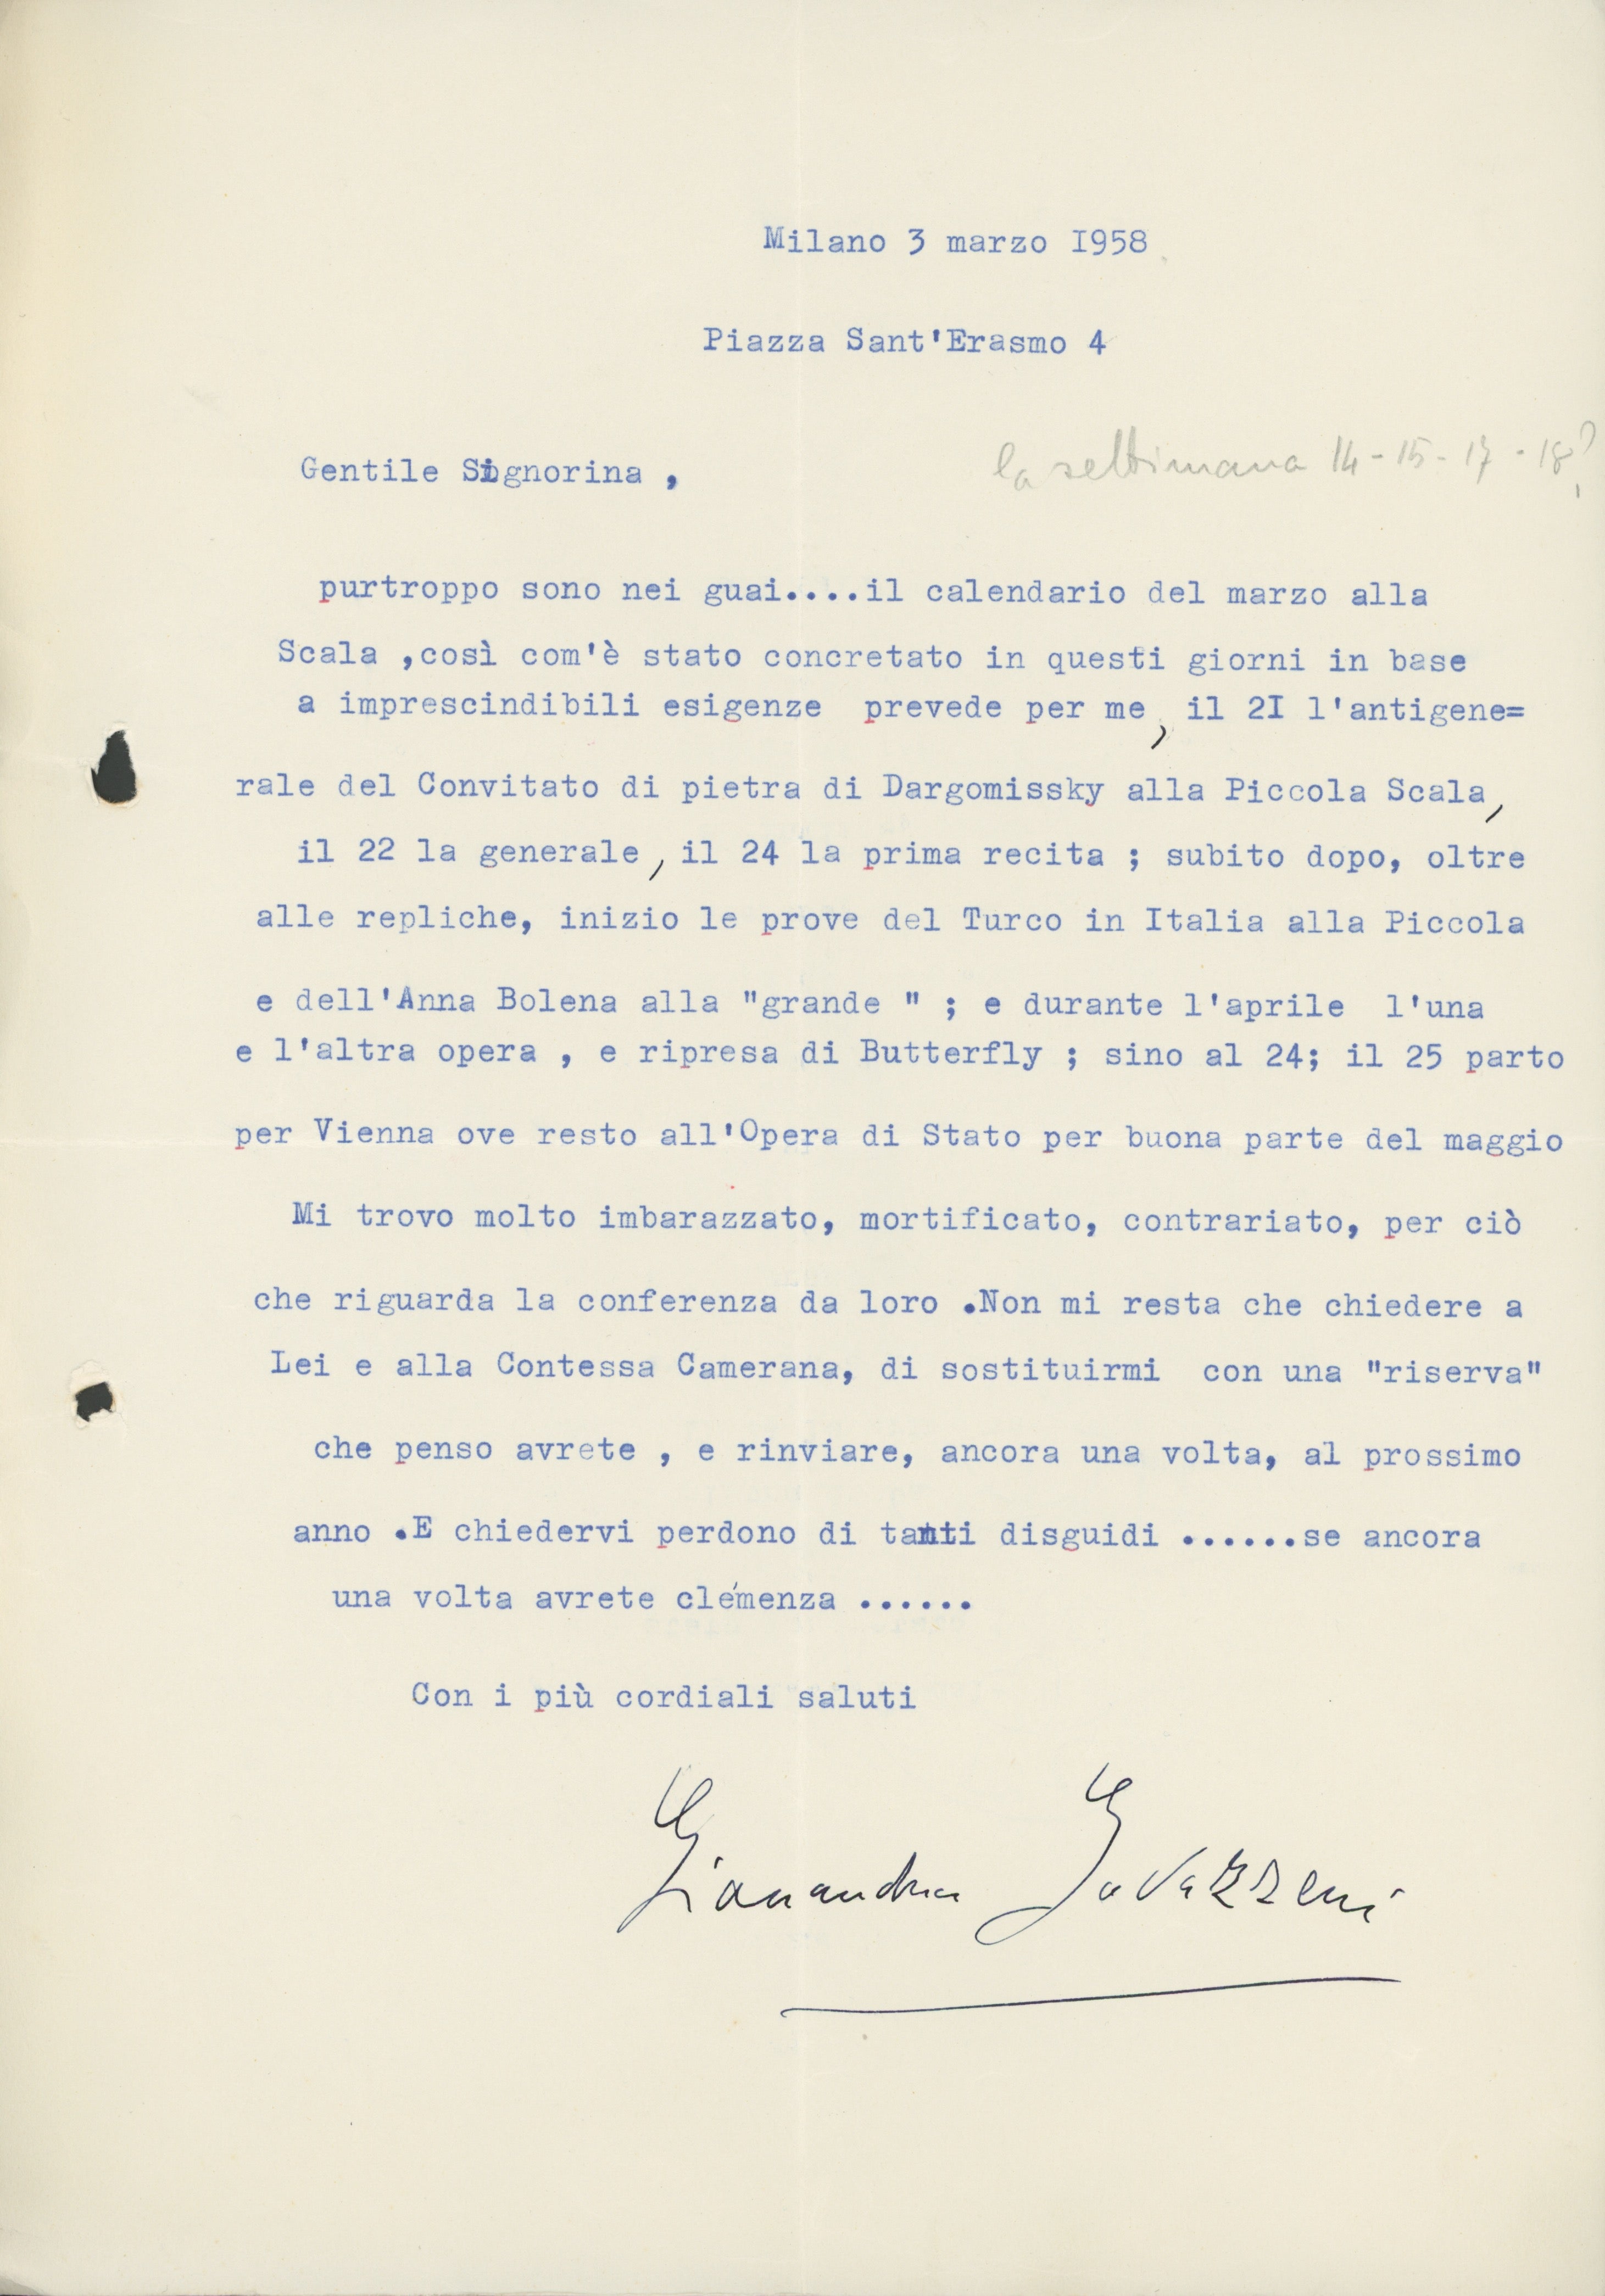 Milano 3 marzo I958
Piazza Sant'Erasmo 4
la settimana 14 - 15 - 17 - 18?
Gentile Signorina ,
purtroppo sono nei guai....il calendario del marzo alla
Scala ,così com'è stato concretato in questi giorni in base
a imprescindibili esigenze prevede per me, il 2I l'antigene=
rale del Convitato di pietra di Dargomissky alla Piccola Scala,
il 22 la generale, il 24 la prima recita ; subito dopo, oltre
alle repliche, inizio le prove del Turco in Italia alla Piccola
e dell'Anna Bolena alla "grande " ; e durante l'aprile l'una
e l'altra opera , e ripresa di Butterfly ; sino al 24; il 25 parto
per Vienna ove resto all'Opera di Stato per buona parte del maggio
Mi trovo molto imbarazzato, mortificato, contrariato, per ciò
che riguarda la conferenza da loro .Non mi resta che chiedere a
Lei e alla Contessa Camerana, di sostituirmi con una "riserva"
che penso avrete , e rinviare, ancora una volta, al prossimo
anno .E chiedervi perdono di tanti disguidi ......se ancora
una volta avrete clemenza ......
Con i più cordiali saluti
Gianandrea Gavazzeni